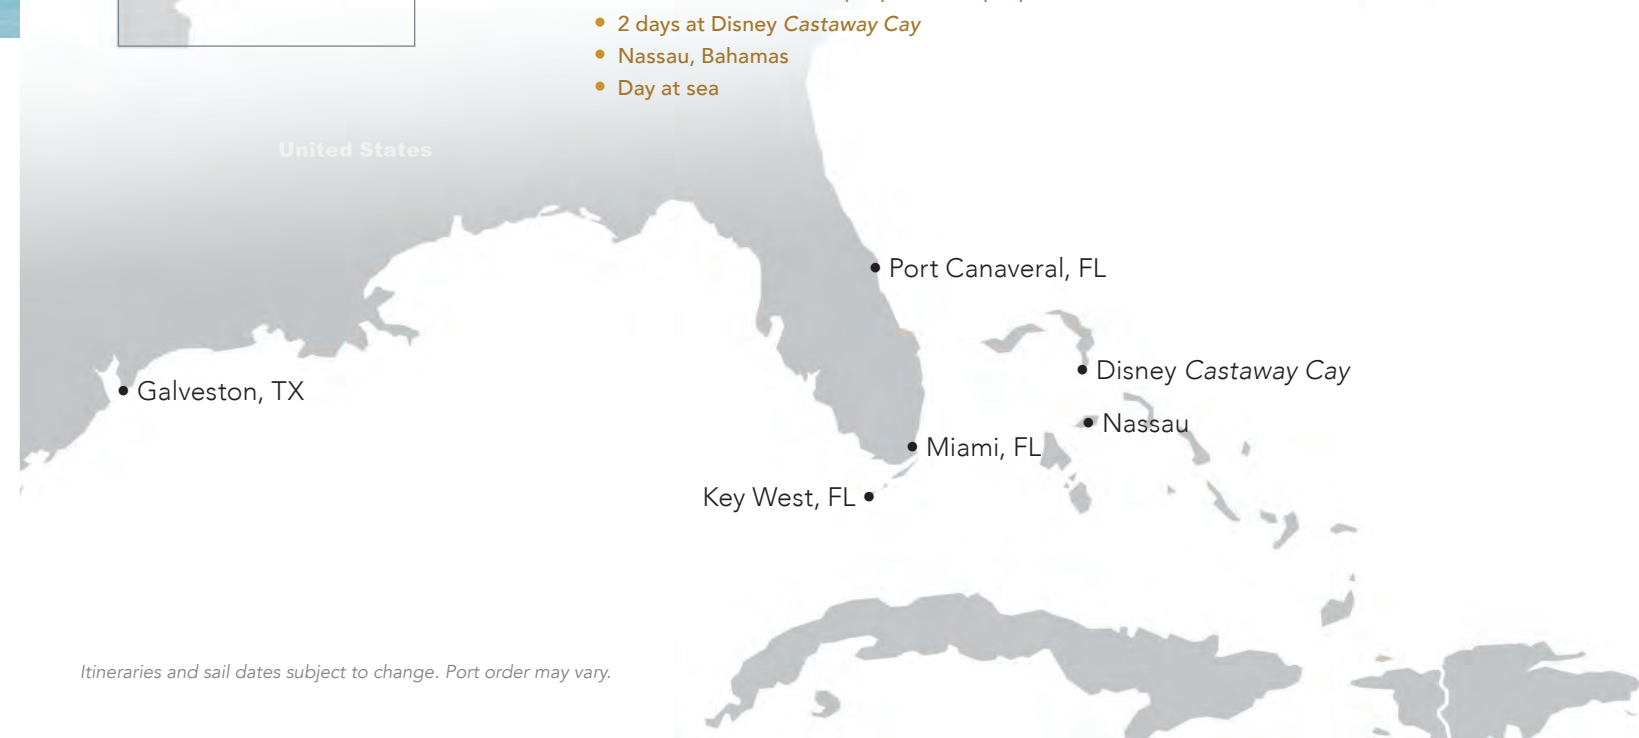 • 2 days at Disney Castaway Cay
• Nassau, Bahamas
• Day at sea
United States
• Port Canaveral, FL
• Disney Castaway Cay
• Galveston, TX
• Nassau
• Miami, FL
Key West, FL •
Itineraries and sail dates subject to change. Port order may vary.